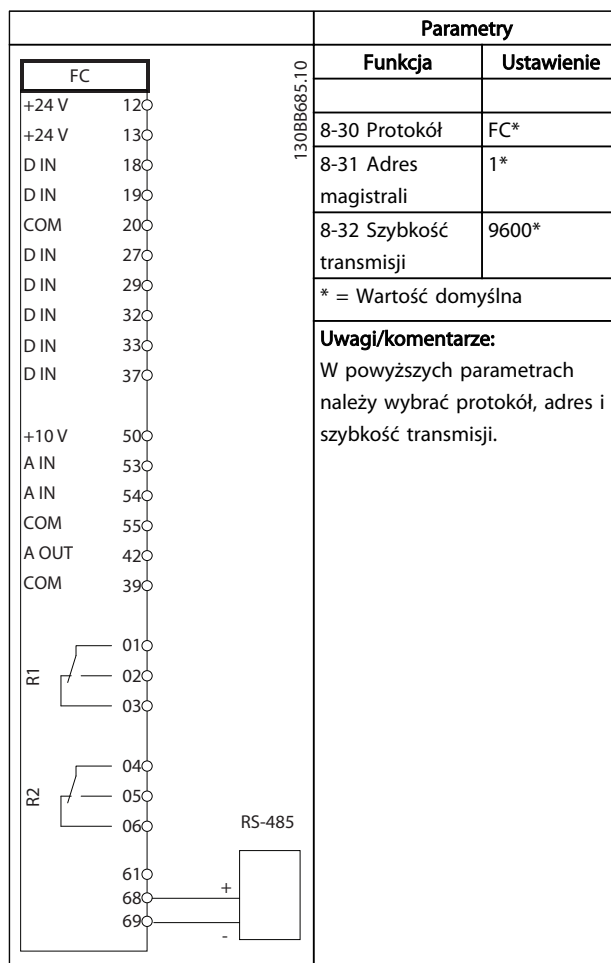 Parametry
Funkcja Ustawienie
8-30 Protokół FC*
8-31 Adres 1*
magistrali
8-32 Szybkość 9600*
transmisji
* = Wartość domyślna
Uwagi/komentarze:
W powyższych parametrach
należy wybrać protokół, adres i
szybkość transmisji.
FC
130BB685.10
+24 V 12
+24 V 13
D IN 18
D IN 19
COM 20
D IN 27
D IN 29
D IN 32
D IN 33
D IN 37
+10 V 50
A IN 53
A IN 54
COM 55
A OUT 42
COM 39
R1
01
02
03
R2
04
05
06
RS-485
61
68 +
69 -